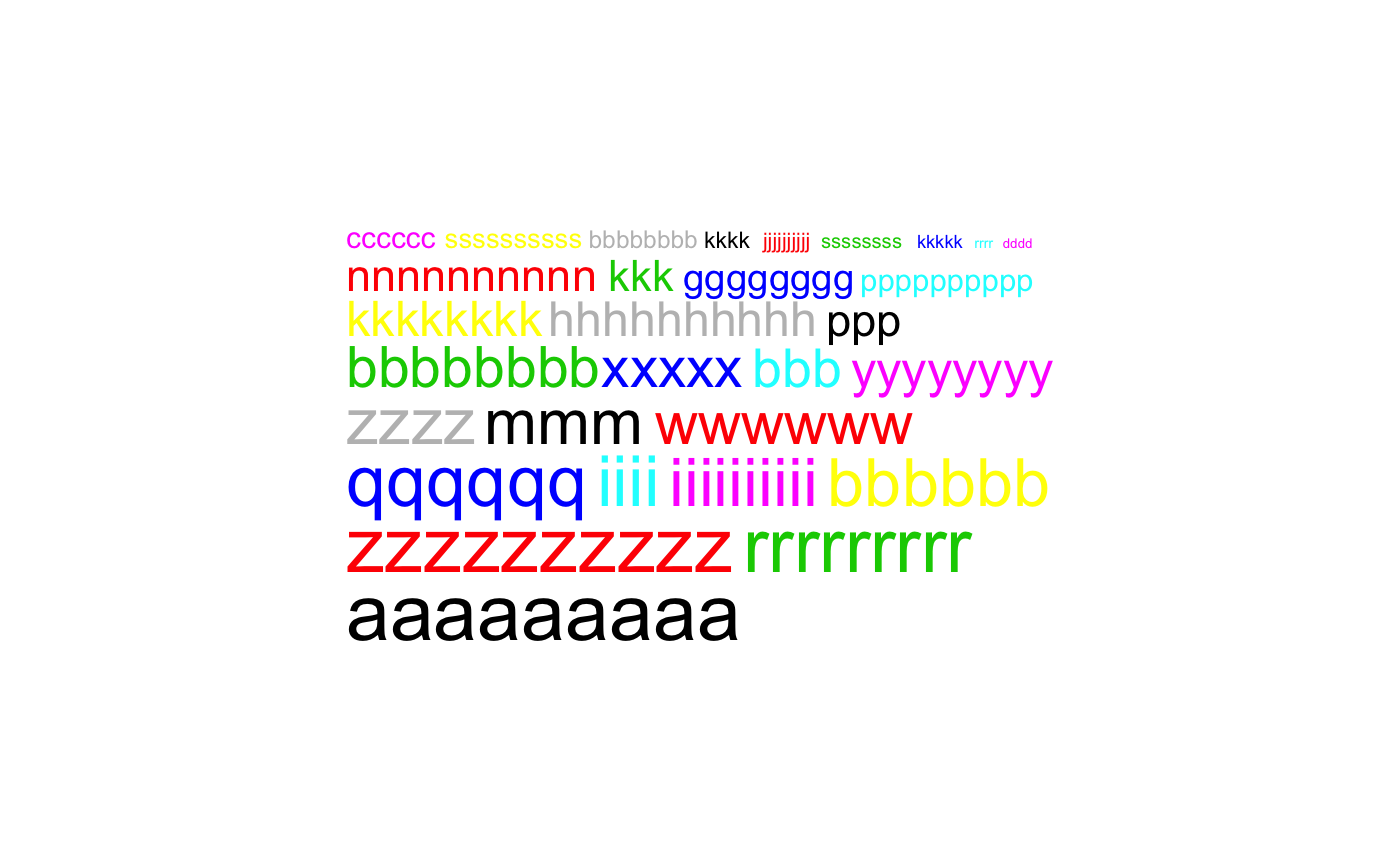 cccccc ssssssssss bbbbbbbb kkkk jjjjjjjjjj ssssssss kkkkk rrrr dddd
nnnnnnnnnn kkk gggggggg pppppppppp
kkkkkkkk hhhhhhhhhh ppp
bbbbbbbb xxxxx bbb yyyyyyyy
zzzz mmm wwwwww
qqqqqq iiii iiiiiiiiii bbbbbb
zzzzzzzzzz rrrrrrrrr
aaaaaaaaa